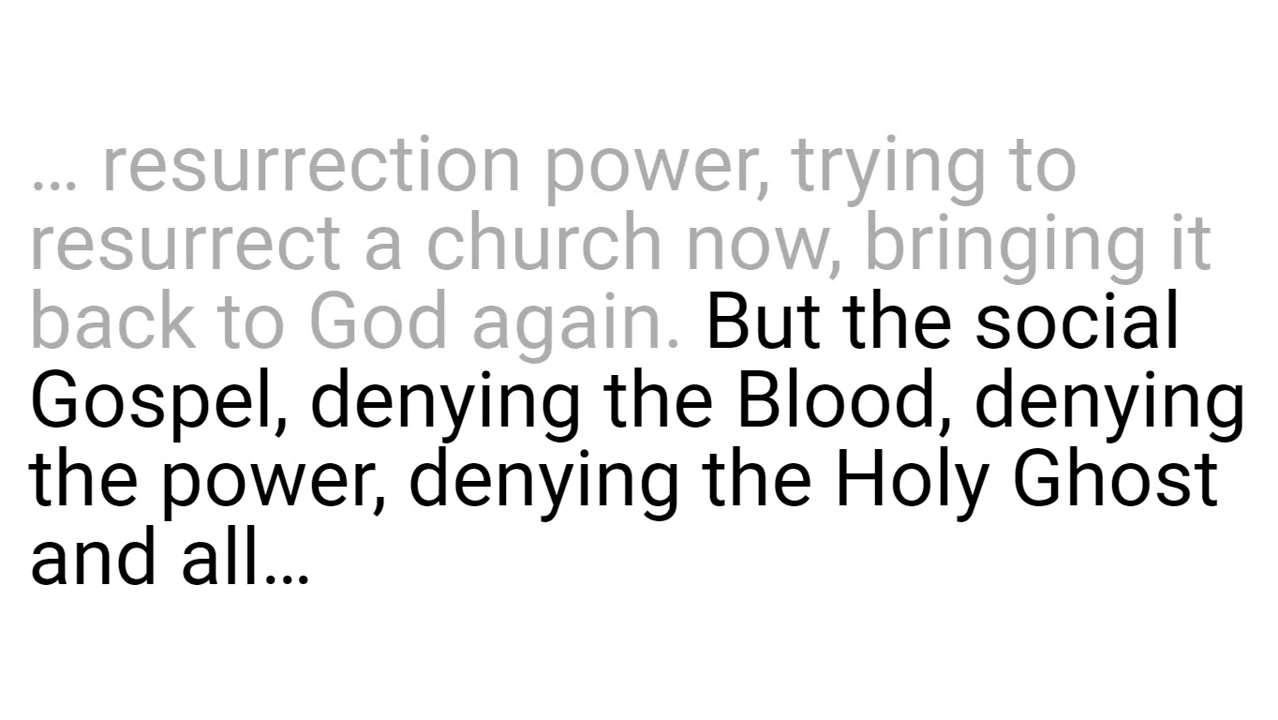 … resurrection power, trying to
resurrect a church now, bringing it
back to God again. But the social
Gospel, denying the Blood, denying
the power, denying the Holy Ghost
and all…